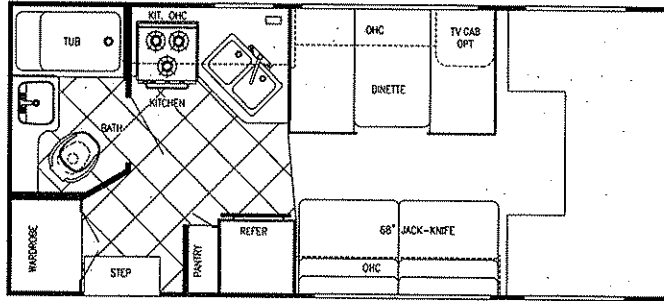 TUB
KIT. OHC
KITCHEN
BATH
OHC
TV CAB
OPT
DINETTE
WARDROBE
STEP
PANTRY
REFER
68" JACK-KNIFE
OHC